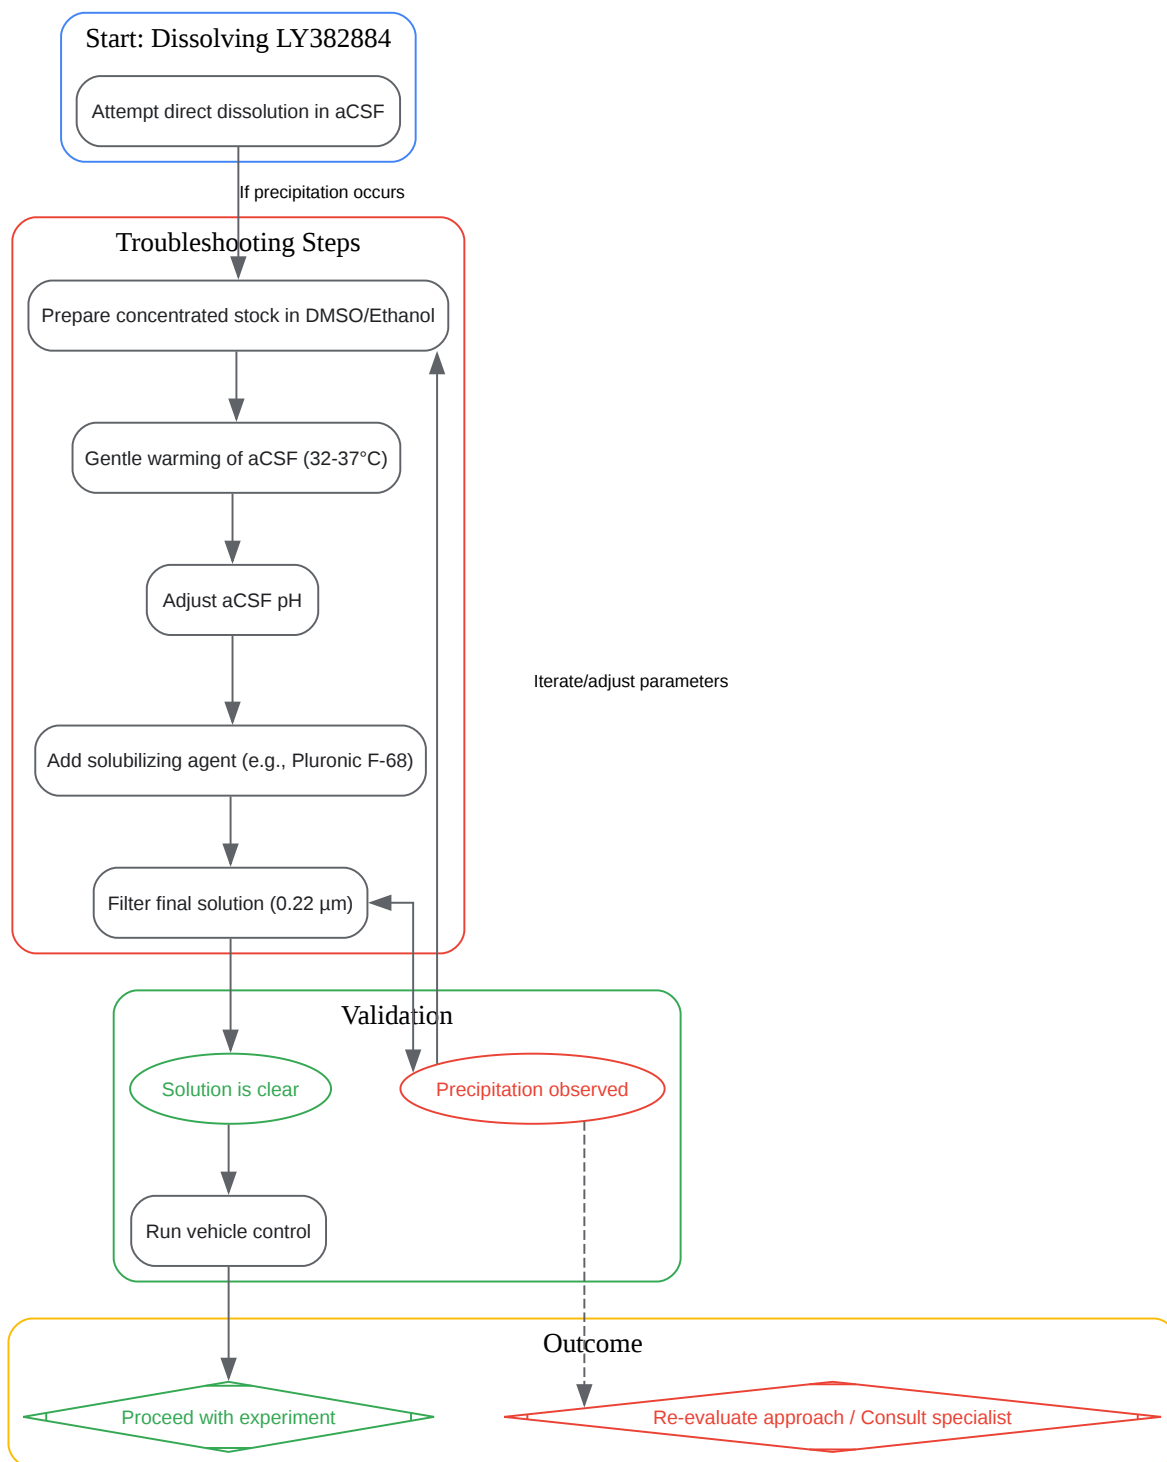 Start: Dissolving LY382884
Attempt direct dissolution in aCSF
If precipitation occurs
Troubleshooting Steps
Prepare concentrated stock in DMSO/Ethanol
Gentle warming of aCSF (32-37°C)
Adjust aCSF pH
Iterate/adjust parameters
Add solubilizing agent (e.g., Pluronic F-68)
Filter final solution (0.22 µm)
Validation
Solution is clear
Precipitation observed
Run vehicle control
Outcome
Proceed with experiment
Re-evaluate approach / Consult specialist